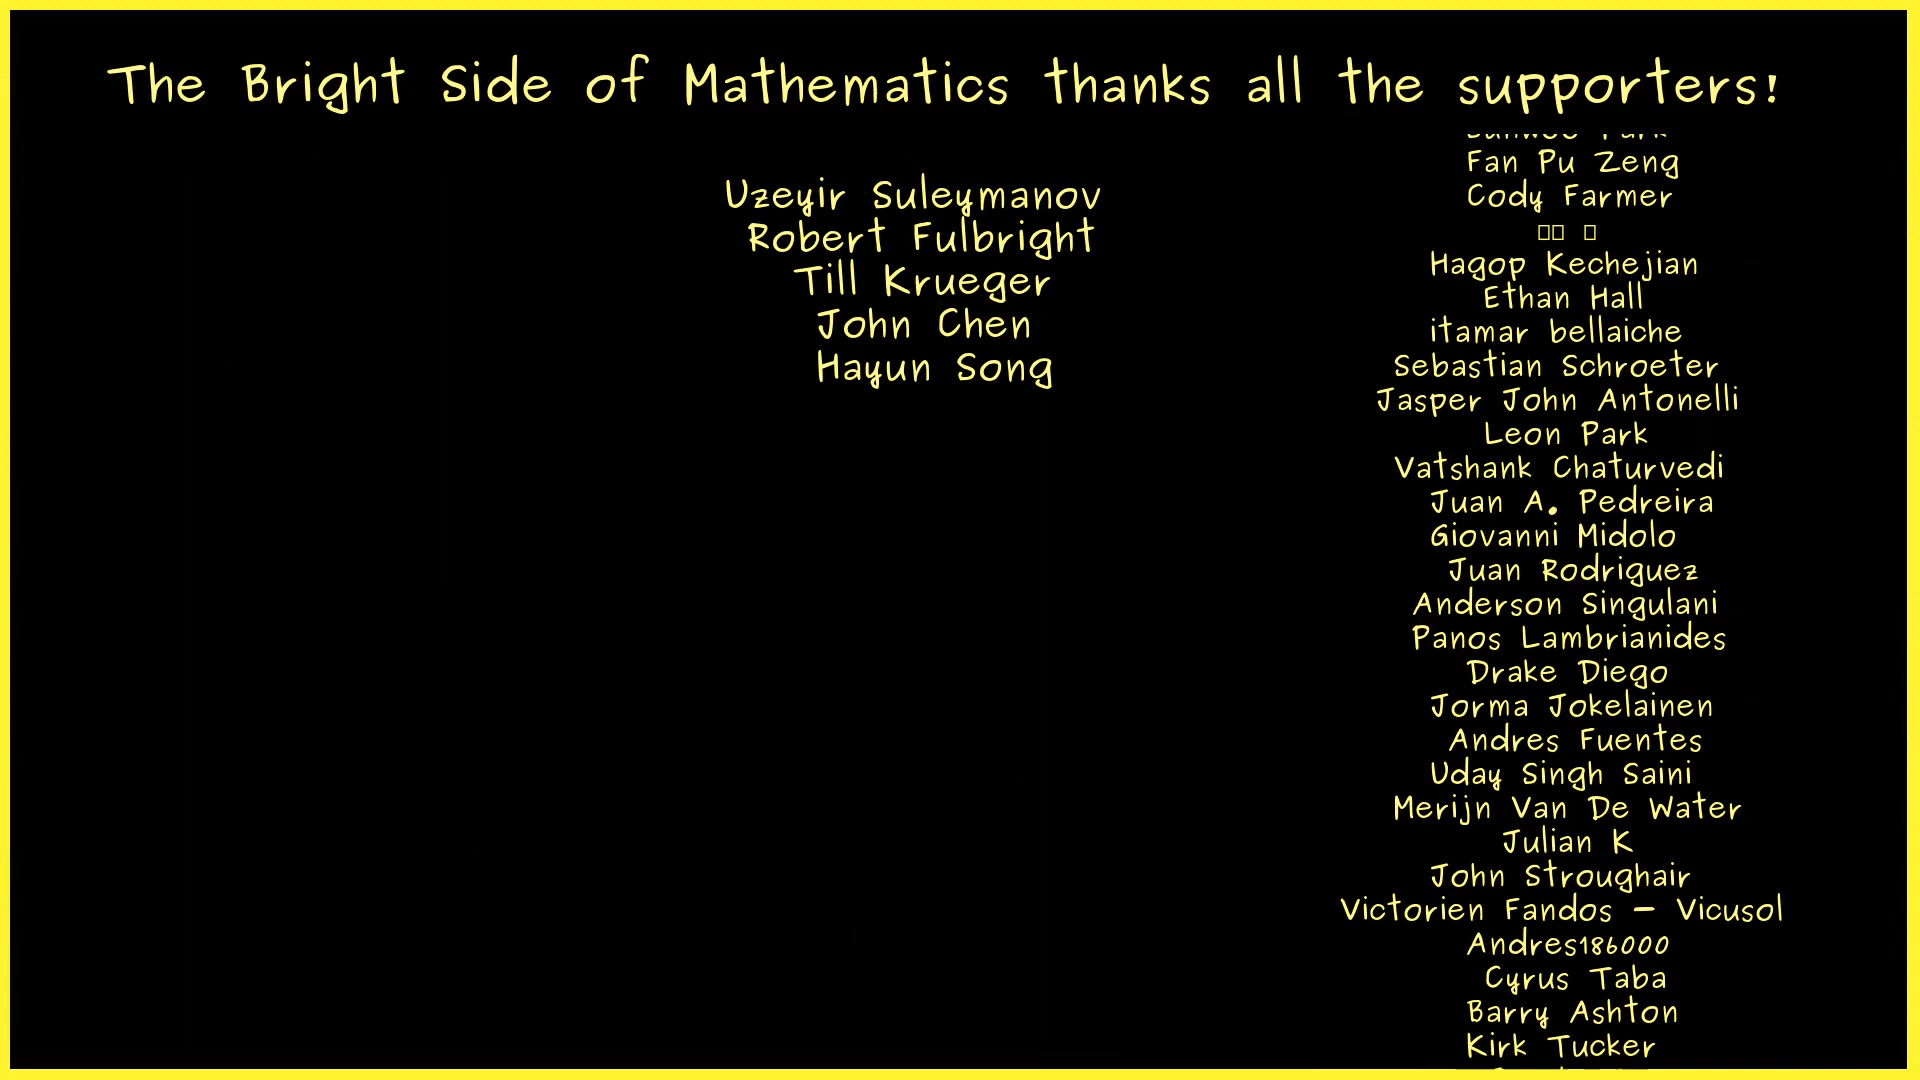 The Bright Side of Mathematics thanks all the supporters!
Uzeyir Suleymanov
Robert Fulbright
Till Krueger
John Chen
Hayun Song
Park
Fan Pu Zeng
Cody Farmer
Hagop Kechejian
Ethan Hall
itamar bellaiche
Sebastian Schroeter
Jasper John Antonelli
Leon Park
Vatshank Chaturvedi
Juan A. Pedreira
Giovanni Midolo
Juan Rodriguez
Anderson Singulani
Panos Lambrianides
Drake Diego
Jorma Jokelainen
Andres Fuentes
Uday Singh Saini
Merijn Van De Water
Julian K
John Stroughair
Victorien Fandos - Vicusol
Andres186000
Cyrus Taba
Barry Ashton
Kirk Tucker